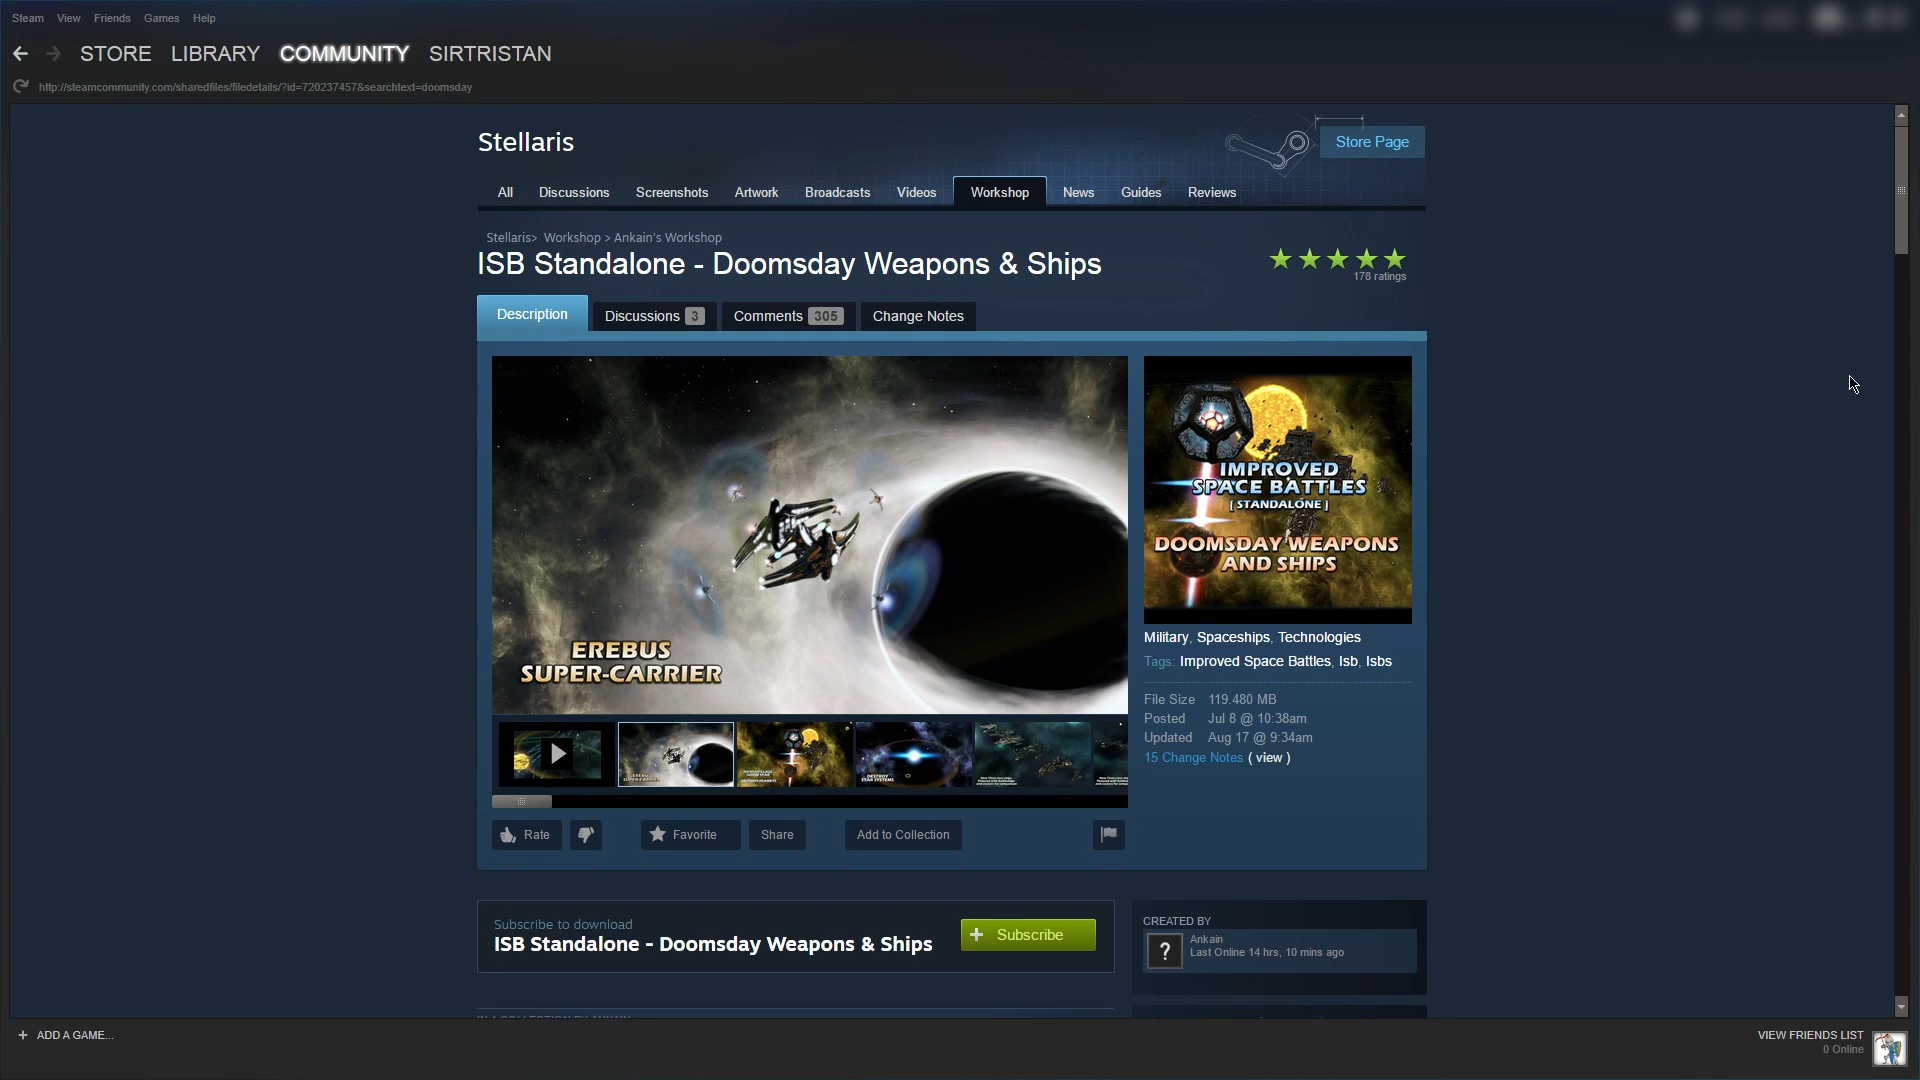 Steam View Friends Games Help
STORE LIBRARY COMMUNITY SIRTRISTAN
http://steamcommunity.com/sharedfiles/filedetails/?id=720237457&searchtext=doomsday
Stellaris
Store Page
All Discussions Screenshots Artwork Broadcasts Videos Workshop News Guides Reviews
Stellaris> Workshop > Ankain's Workshop
ISB Standalone - Doomsday Weapons & Ships
178 ratings
Description Discussions 3 Comments 305 Change Notes
EREBUS
SUPER-CARRIER
IMPROVED
SPACE BATTLES
[ STANDALONE ]
DOOMSDAY WEAPONS
AND SHIPS
Military, Spaceships, Technologies
Tags: Improved Space Battles, Isb, Isbs
File Size 119.480 MB
Posted Jul 8 @ 10:38am
Updated Aug 17 @ 9:34am
15 Change Notes ( view )
Rate Favorite Share Add to Collection
Subscribe to download
ISB Standalone - Doomsday Weapons & Ships
+ Subscribe
CREATED BY
?
Ankain
Last Online 14 hrs, 10 mins ago
+ ADD A GAME...
VIEW FRIENDS LIST
0 Online